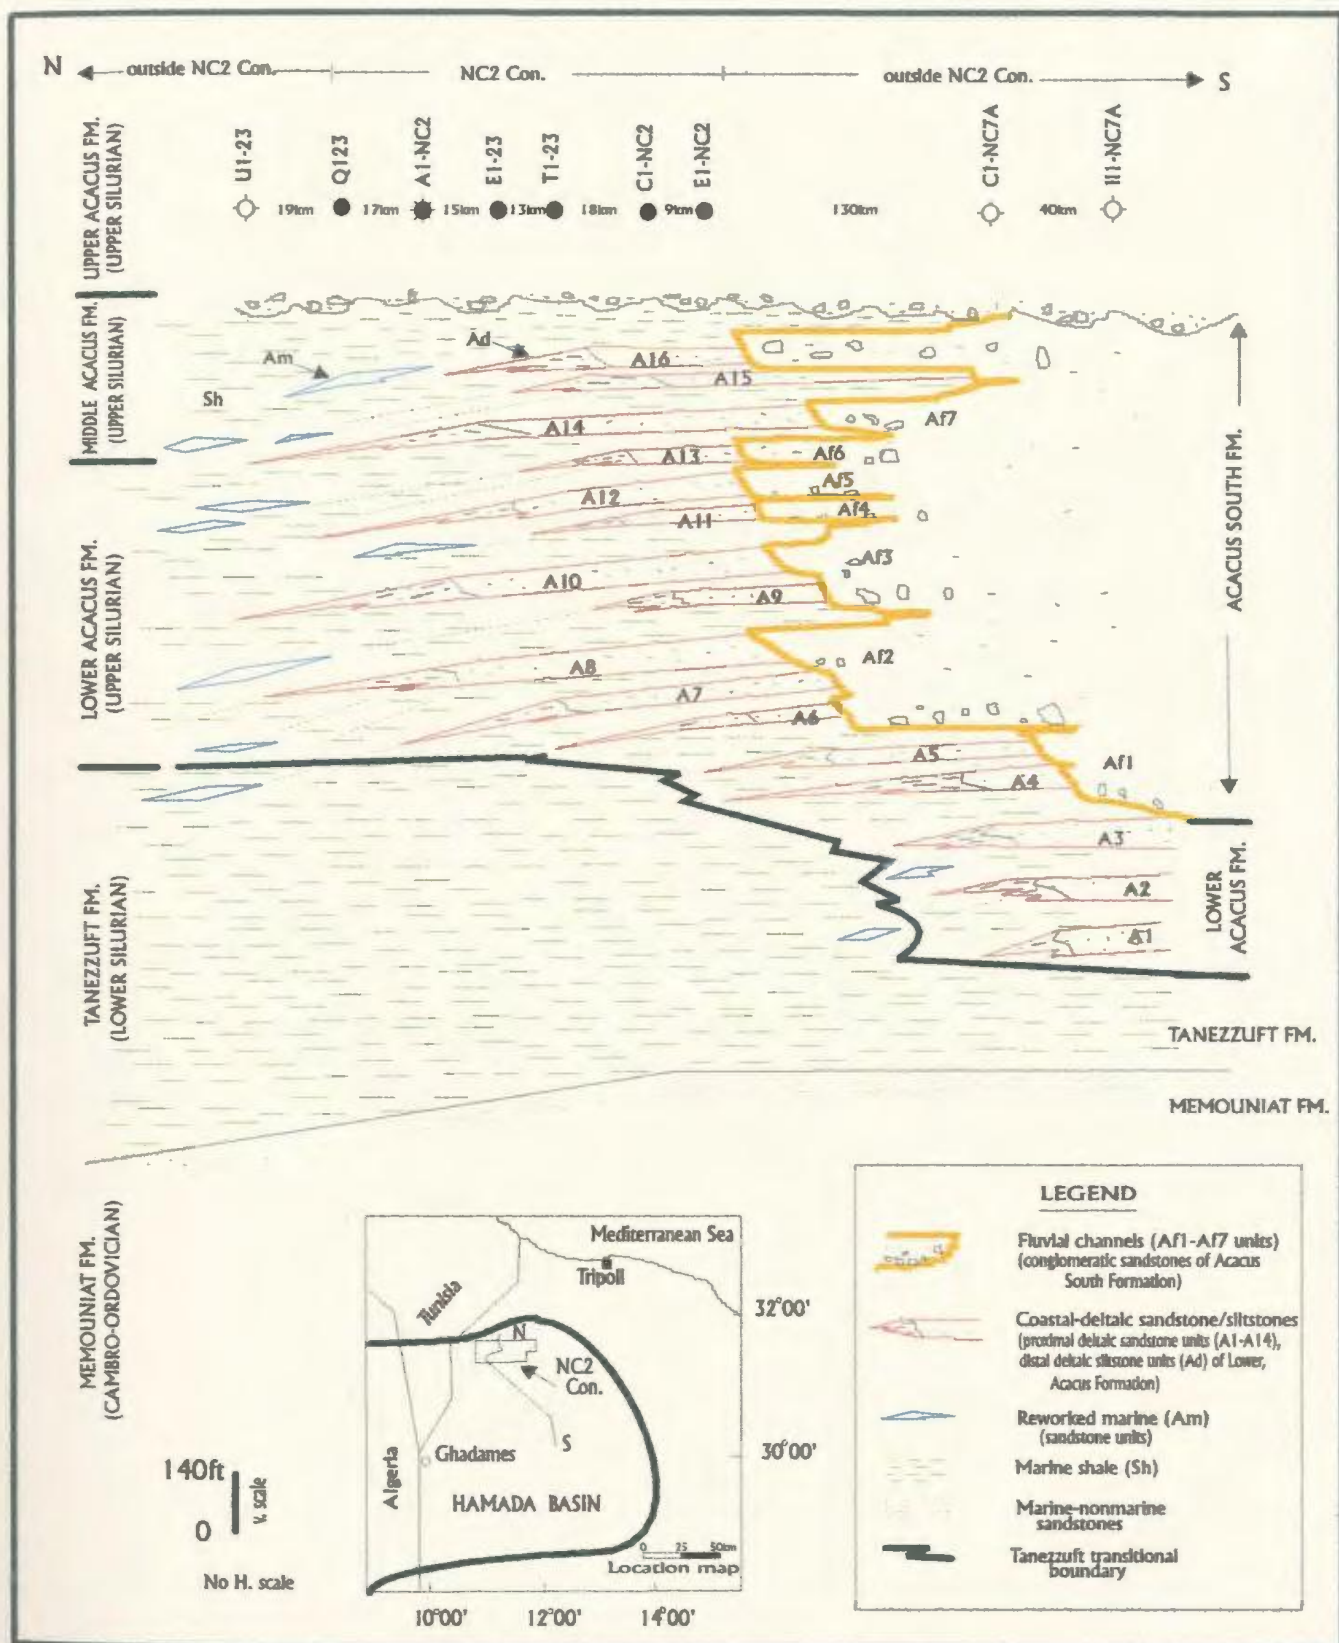 N outside NC2 Con. NC2 Con. outside NC2 Con. S
U1-23
Q123
A1-NC2
E1-23
T1-23
C1-NC2
E1-NC2
C1-NC7A
19km 17km 15km 13km 18km 9km 130km 40km
UPPER ACACUS FM.
(UPPER SILURIAN)
MIDDLE ACACUS FM.
(UPPER SILURIAN)
LOWER ACACUS FM.
(UPPER SILURIAN)
TANEZZUFT FM.
(LOWER SILURIAN)
MEMOUNIAT FM.
(CAMBRO-ORDOVICIAN)
Ad
Am
Sh
A16
A15
A14
A13
A12
A11
A10
A9
A8
A7
A6
A5
A4
A3
A2
A1
Af7
Af6
Af5
Af4
Af3
Af2
Af1
ACACUS SOUTH FM.
LOWER
ACACUS FM.
TANEZZUFT FM.
MEMOUNIAT FM.
140ft
0
v. scale
No H. scale
Mediterranean Sea
Tripoli
Tunisia
32°00'
N
NC2
Con.
S
30°00'
Ghadames
Algeria
HAMADA BASIN
0 25 50km
Location map
10°00' 12°00' 14°00'
LEGEND
Fluvial channels (Af1-Af7 units)
(conglomeratic sandstones of Acacus
South Formation)
Coastal-deltaic sandstone/siltstones
(proximal deltaic sandstone units (A1-A14),
distal deltaic siltstone units (Ad) of Lower,
Acacus Formation)
Reworked marine (Am)
(sandstone units)
Marine shale (Sh)
Marine-nonmarine
sandstones
Tanezzuft transitional
boundary